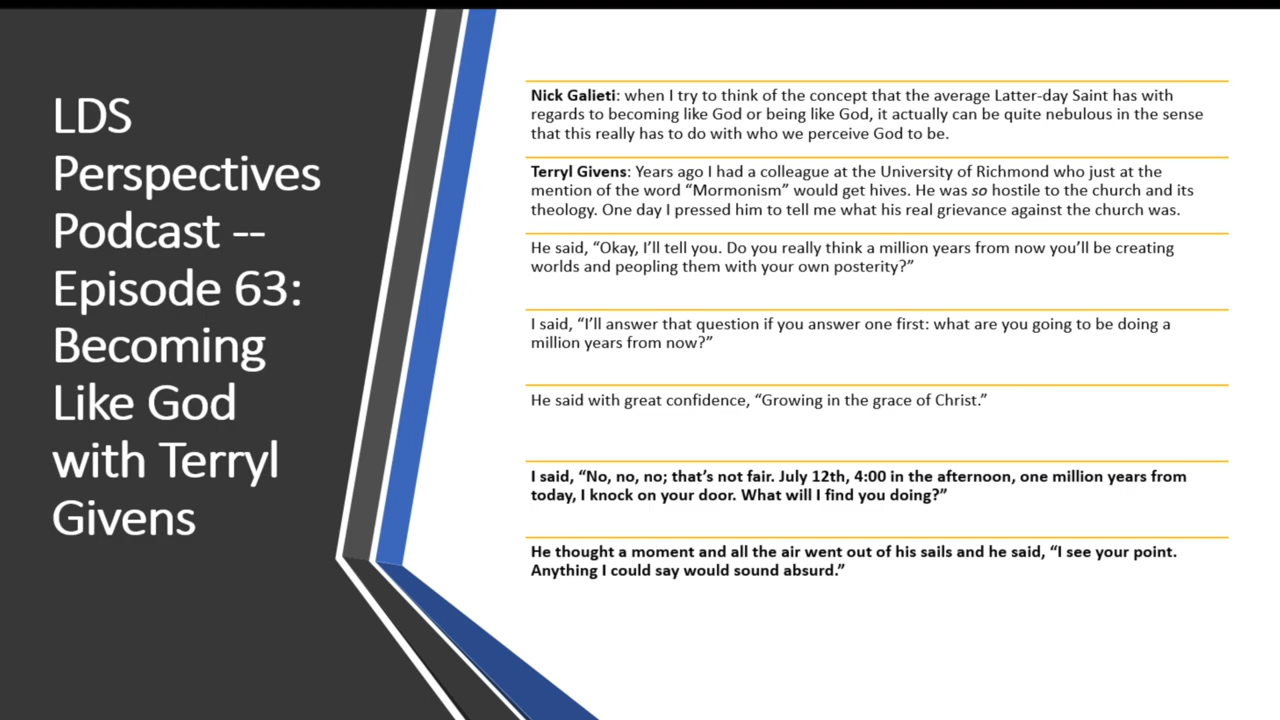 LDS
Perspectives
Podcast --
Episode 63:
Becoming
Like God
with Terryl
Givens
Nick Galieti: when I try to think of the concept that the average Latter-day Saint has with
regards to becoming like God or being like God, it actually can be quite nebulous in the sense
that this really has to do with who we perceive God to be.
Terryl Givens: Years ago I had a colleague at the University of Richmond who just at the
mention of the word “Mormonism” would get hives. He was so hostile to the church and its
theology. One day I pressed him to tell me what his real grievance against the church was.
He said, “Okay, I’ll tell you. Do you really think a million years from now you’ll be creating
worlds and peopling them with your own posterity?”
I said, “I’ll answer that question if you answer one first: what are you going to be doing a
million years from now?”
He said with great confidence, “Growing in the grace of Christ.”
I said, “No, no, no; that’s not fair. July 12th, 4:00 in the afternoon, one million years from
today, I knock on your door. What will I find you doing?”
He thought a moment and all the air went out of his sails and he said, “I see your point.
Anything I could say would sound absurd.”